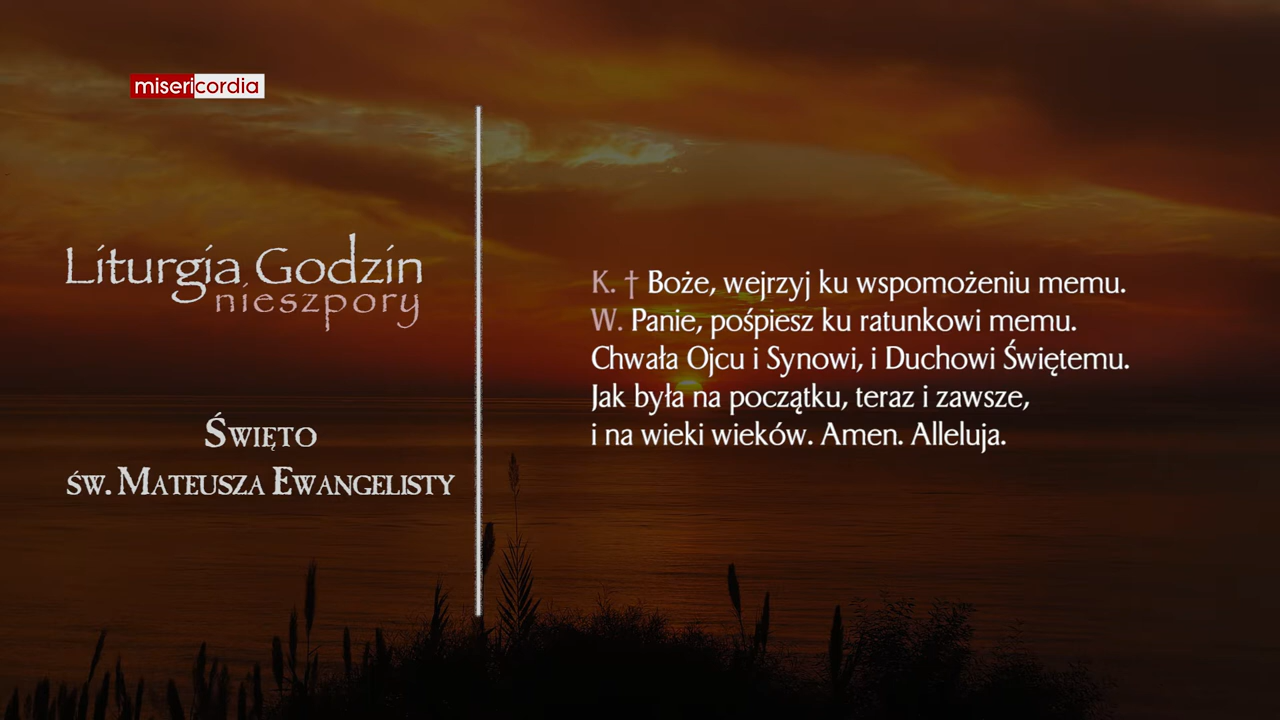 misericordia
Liturgia Godzin
nieszpory
Święto
św. Mateusza Ewangelisty
K. † Boże, wejrzyj ku wspomożeniu memu.
W. Panie, pośpiesz ku ratunkowi memu.
Chwała Ojcu i Synowi, i Duchowi Świętemu.
Jak była na początku, teraz i zawsze,
i na wieki wieków. Amen. Alleluja.